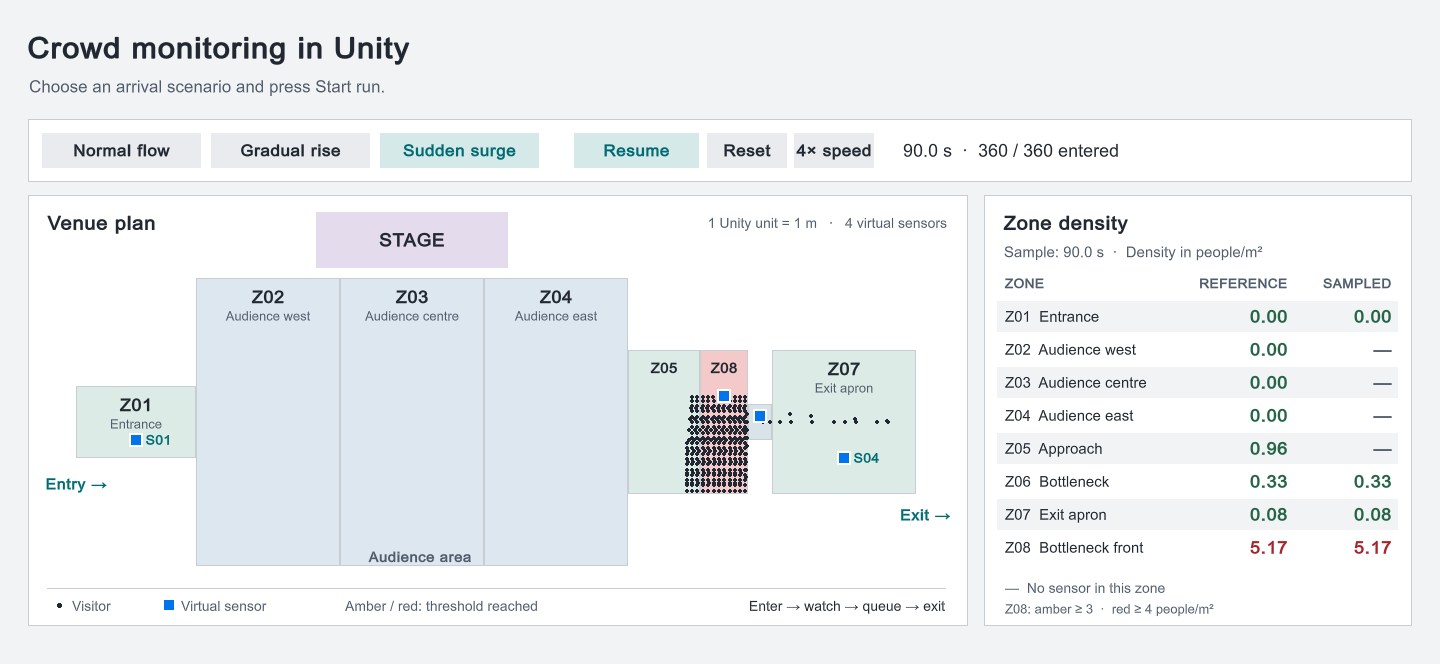 Crowd monitoring in Unity
Choose an arrival scenario and press Start run.
Normal flow
Gradual rise
Sudden surge
Resume
Reset
4× speed
90.0 s · 360 / 360 entered
Venue plan
STAGE
1 Unity unit = 1 m · 4 virtual sensors
Z02
Audience west
Z03
Audience centre
Z04
Audience east
Z05
Z08
Z07
Exit apron
Z01
Entrance
S01
S04
Entry →
Exit →
Audience area
Visitor
Virtual sensor
Amber / red: threshold reached
Enter → watch → queue → exit
Zone density
Sample: 90.0 s · Density in people/m²
ZONE REFERENCE SAMPLED
Z01 Entrance 0.00 0.00
Z02 Audience west 0.00 —
Z03 Audience centre 0.00 —
Z04 Audience east 0.00 —
Z05 Approach 0.96 —
Z06 Bottleneck 0.33 0.33
Z07 Exit apron 0.08 0.08
Z08 Bottleneck front 5.17 5.17
— No sensor in this zone
Z08: amber ≥ 3 · red ≥ 4 people/m²